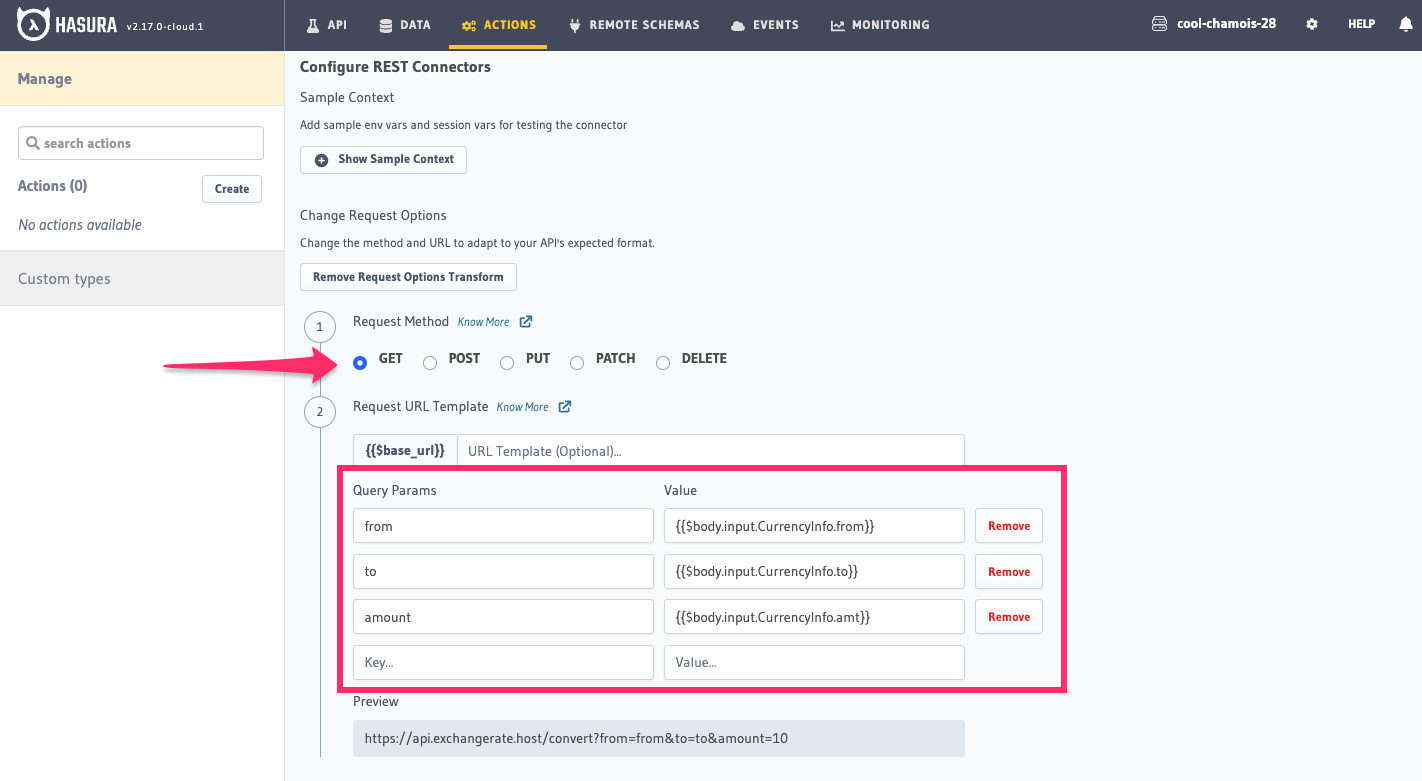 HASURA v2.17.0-cloud.1 API DATA ACTIONS REMOTE SCHEMAS EVENTS MONITORING cool-chamois-28 HELP
Manage
search actions
Actions (0) Create
No actions available
Custom types
Configure REST Connectors
Sample Context
Add sample env vars and session vars for testing the connector
Show Sample Context
Change Request Options
Change the method and URL to adapt to your API's expected format.
Remove Request Options Transform
1 Request Method Know More
GET POST PUT PATCH DELETE
2 Request URL Template Know More
{{$base_url}} URL Template (Optional)...
Query Params Value
from {{$body.input.CurrencyInfo.from}} Remove
to {{$body.input.CurrencyInfo.to}} Remove
amount {{$body.input.CurrencyInfo.amt}} Remove
Key... Value...
Preview
https://api.exchangerate.host/convert?from=from&to=to&amount=10